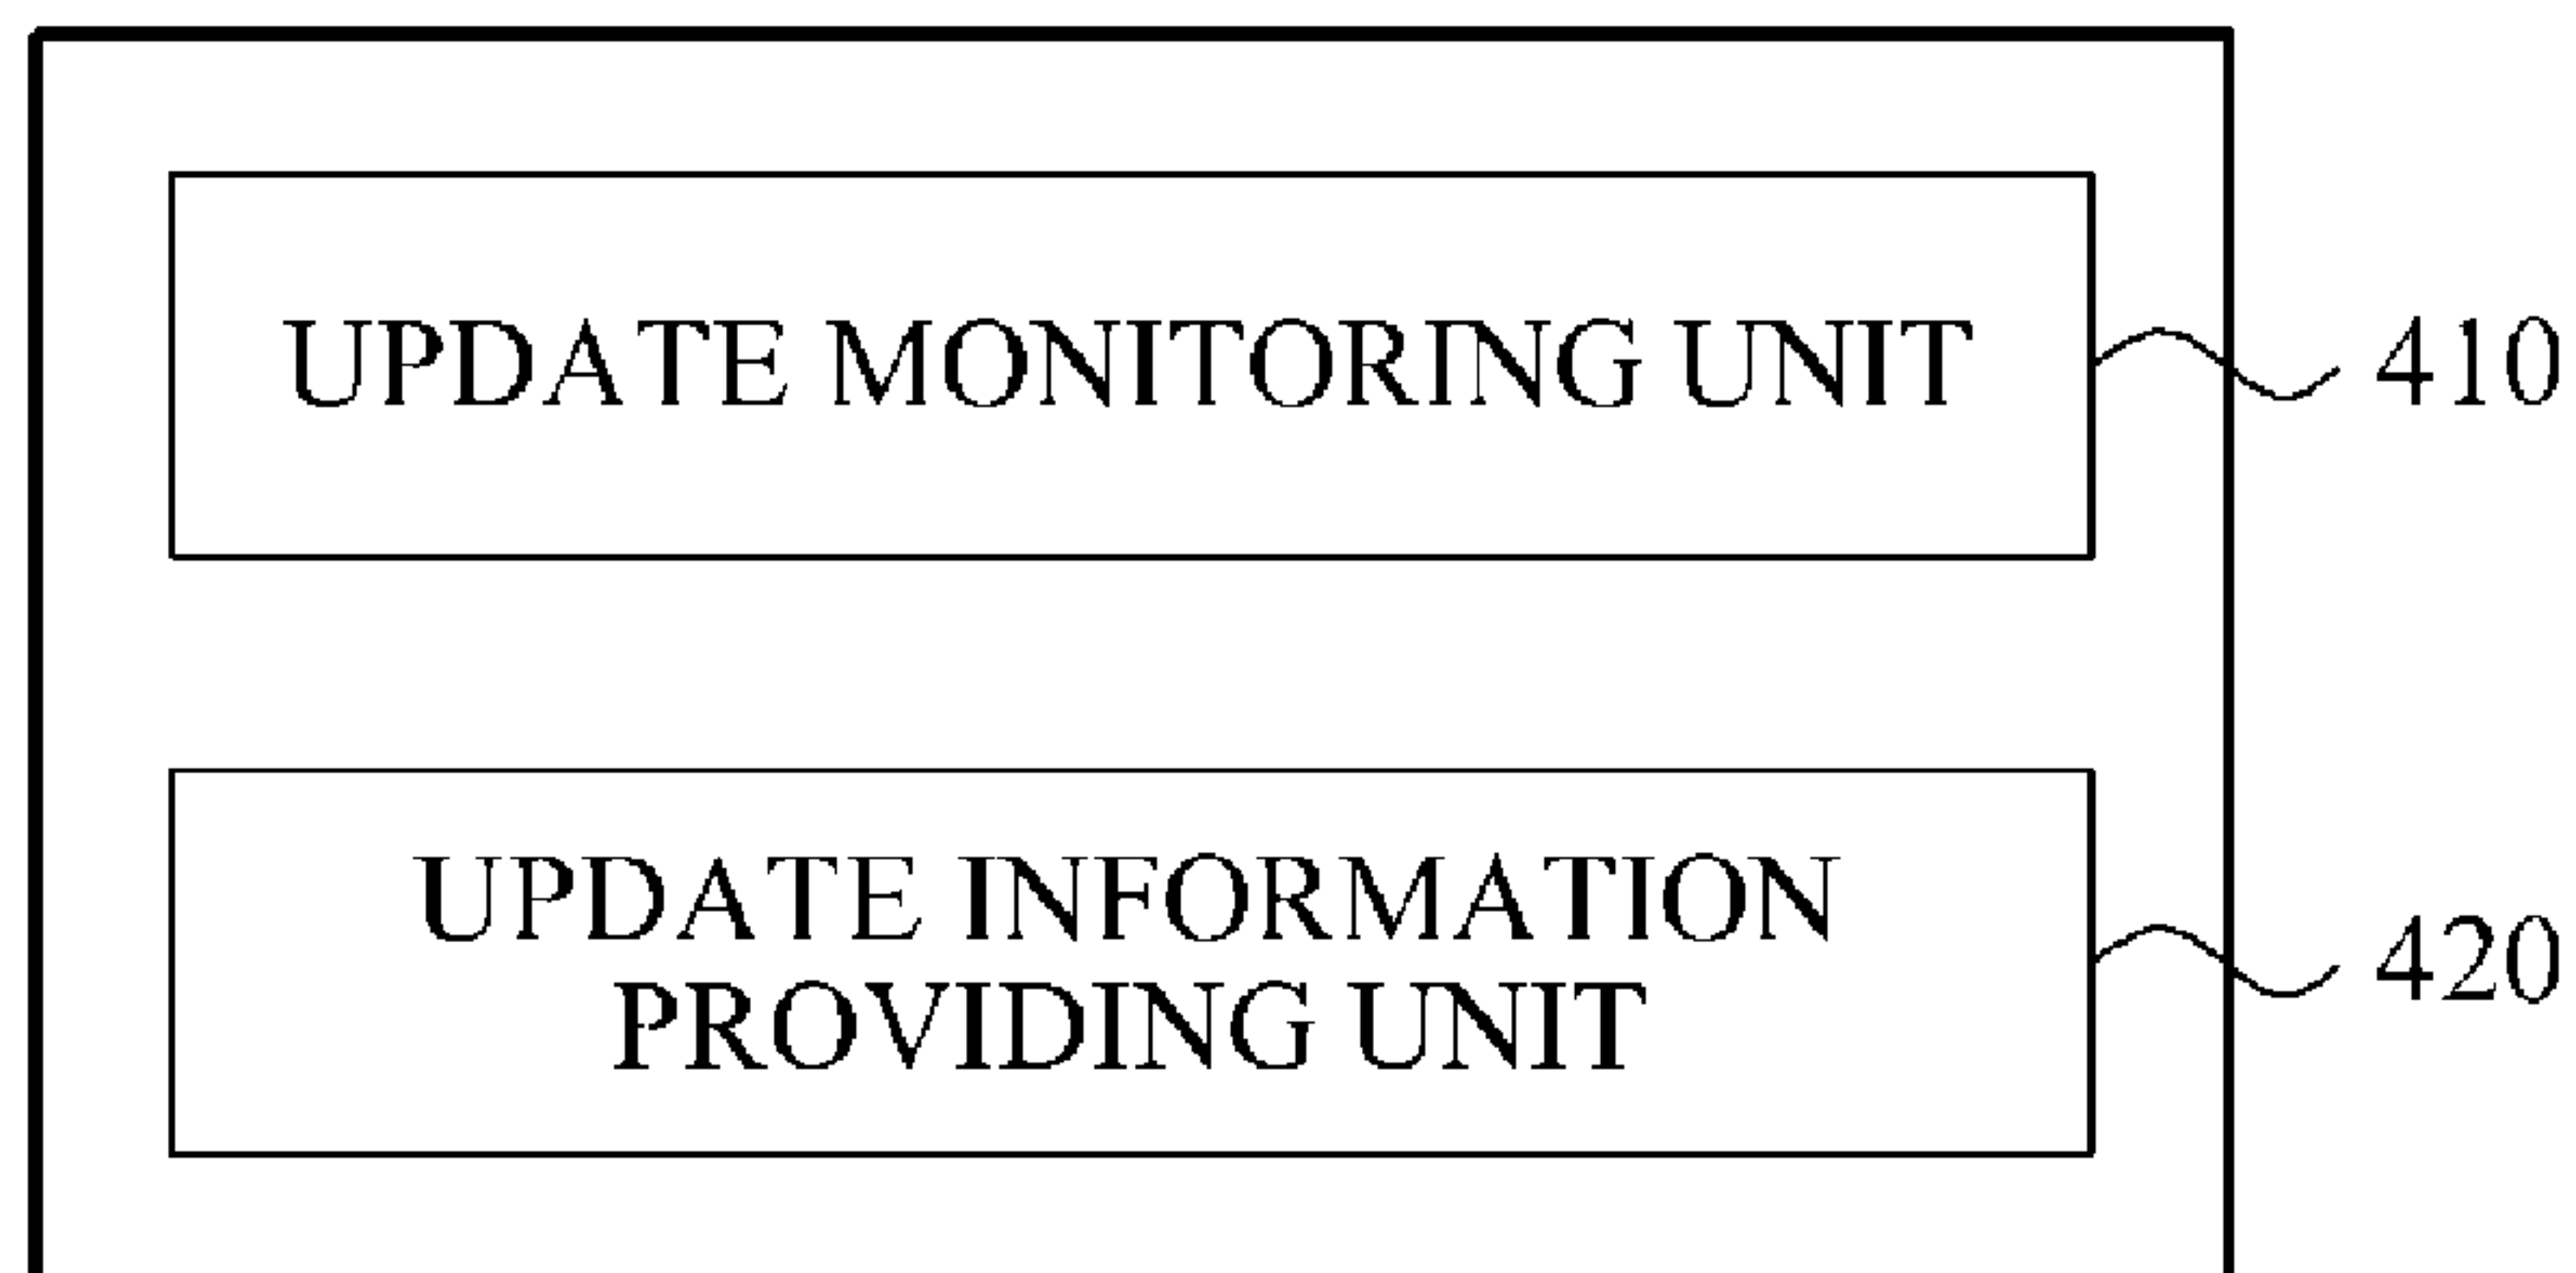 UPDATE MONITORING UNIT
410
UPDATE INFORMATION
PROVIDING UNIT
420